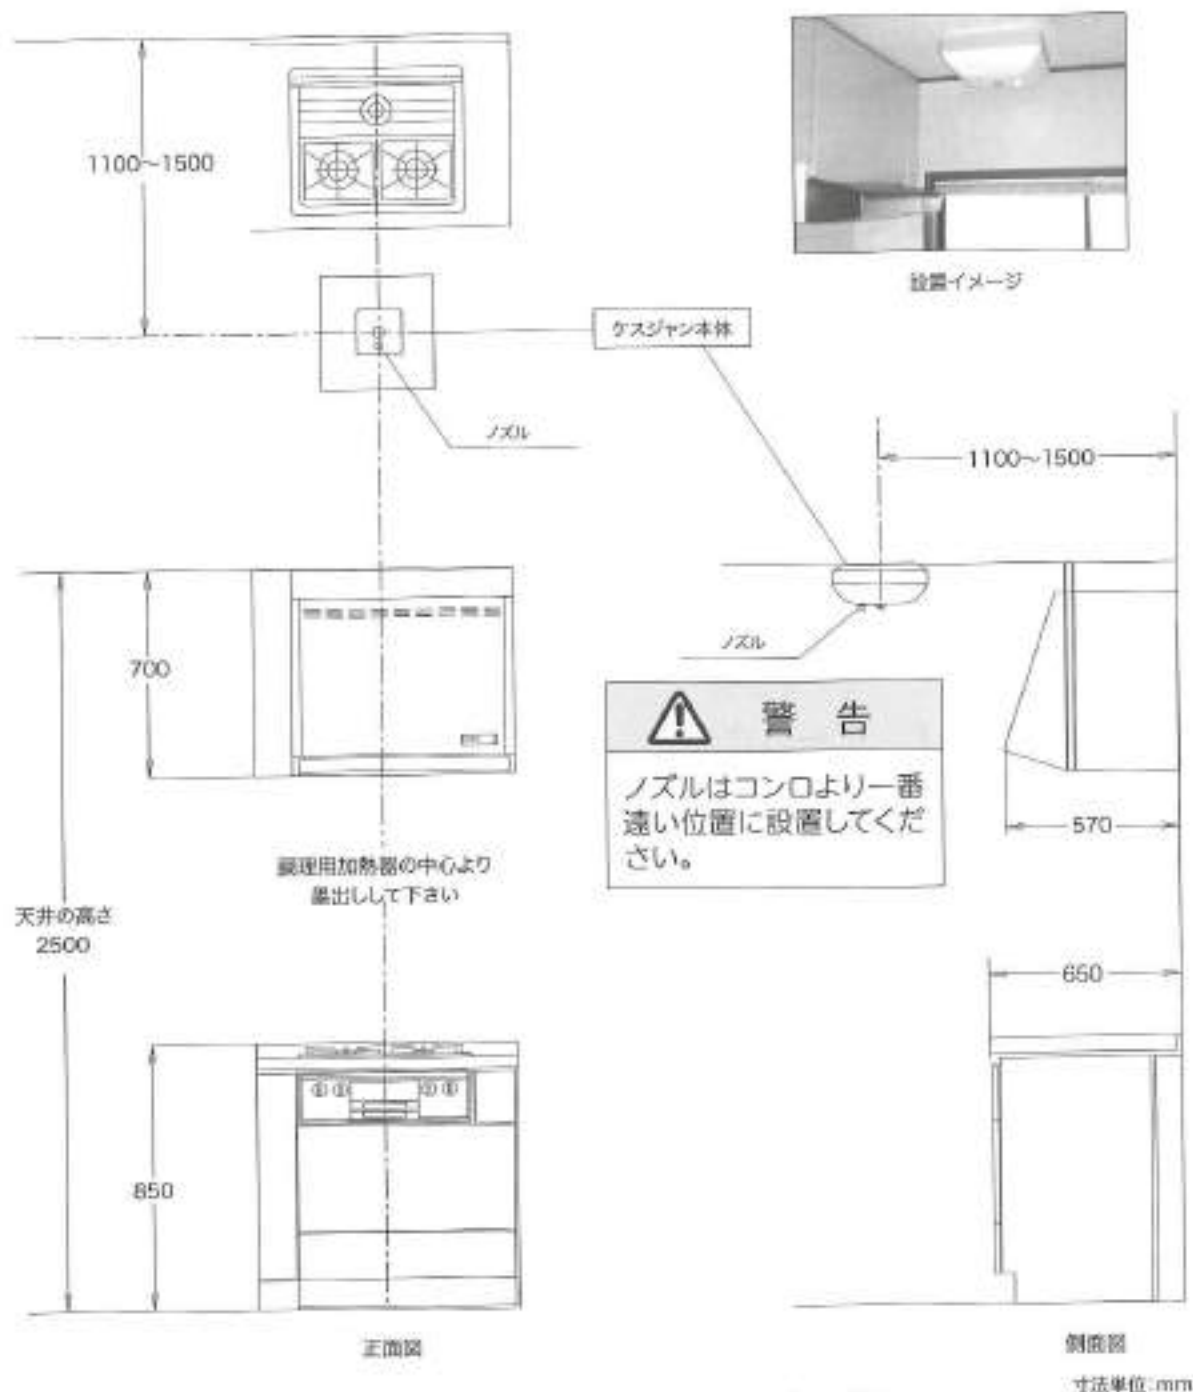 1100～1500
設置イメージ
ケスジャン本体
ノズル
1100～1500
ノズル
700
警 告
ノズルはコンロより一番
遠い位置に設置してくだ
さい。
570
調理用加熱器の中心より
墨出しして下さい
天井の高さ
2500
650
850
正面図
側面図
寸法単位:mm